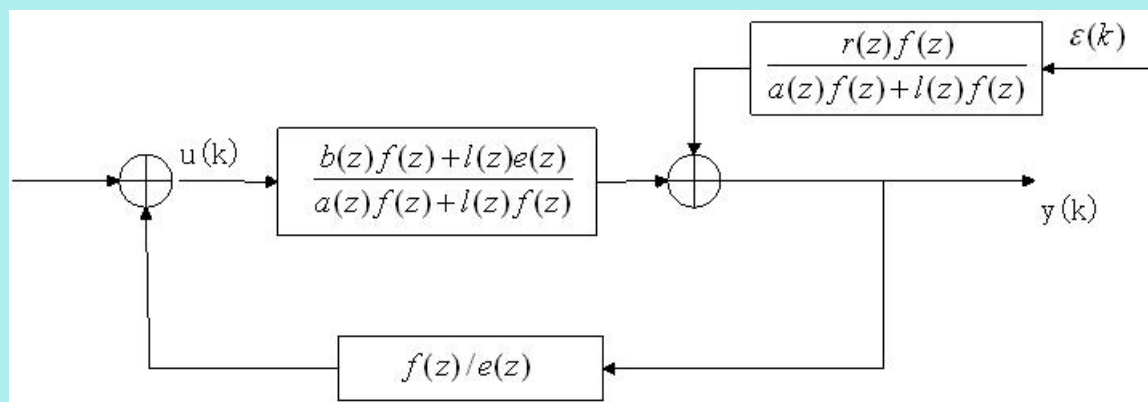 r(z)f(z)
a(z)f(z)+l(z)f(z)
ε(k)
u(k)
b(z)f(z)+l(z)e(z)
a(z)f(z)+l(z)f(z)
y(k)
f(z)/e(z)